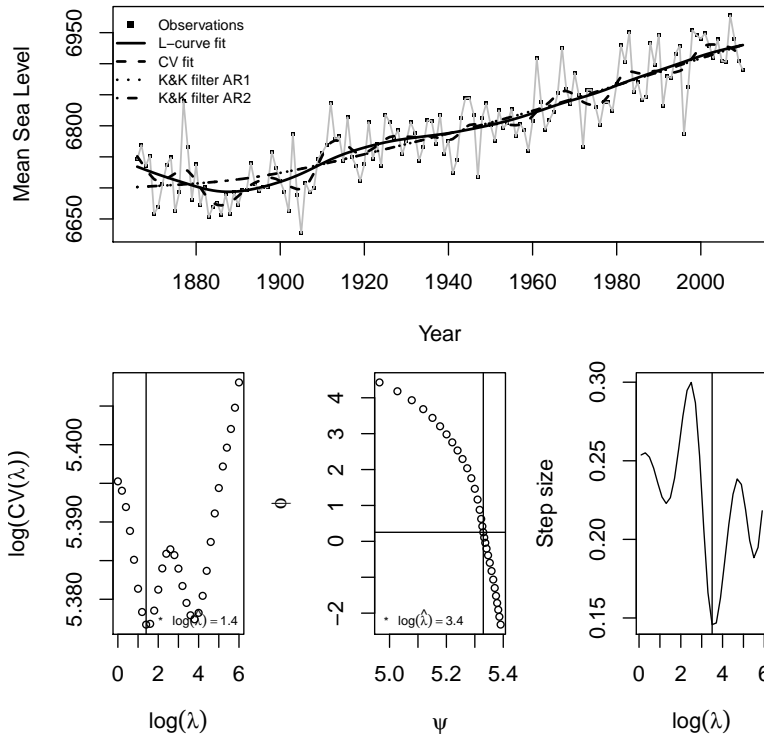 Observations
L−curve fit
CV fit
K&K filter AR1
K&K filter AR2
Mean Sea Level
6950
6800
6650
1880 1900 1920 1940 1960 1980 2000
Year
log(CV(λ))
5.400
5.390
5.380
* log(λ) = 1.4
0 2 4 6
log(λ)
ϕ
4
3
2
1
0
−2
* log(λ̂) = 3.4
5.0 5.2 5.4
ψ
Step size
0.30
0.25
0.20
0.15
0 2 4 6
log(λ)